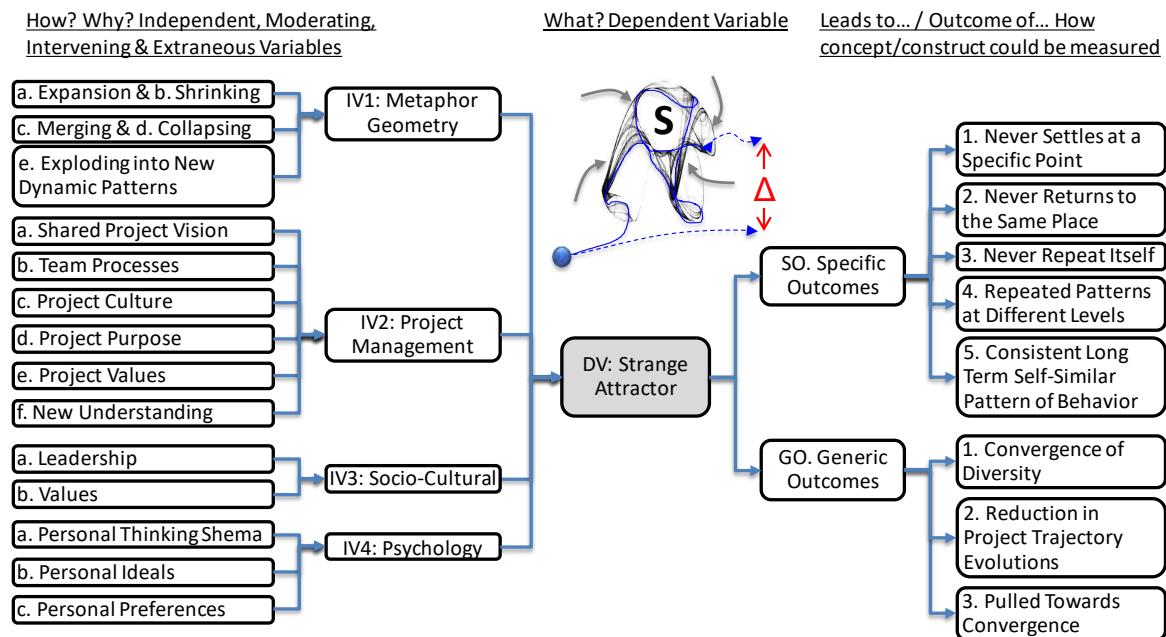 How? Why? Independent, Moderating,
Intervening & Extraneous Variables
a. Expansion & b. Shrinking
c. Merging & d. Collapsing
e. Exploding into New
Dynamic Patterns
IV1: Metaphor
Geometry
a. Shared Project Vision
b. Team Processes
c. Project Culture
d. Project Purpose
e. Project Values
f. New Understanding
IV2: Project
Management
a. Leadership
b. Values
IV3: Socio-Cultural
a. Personal Thinking Shema
b. Personal Ideals
c. Personal Preferences
IV4: Psychology
What? Dependent Variable
S
Δ
DV: Strange
Attractor
Leads to... / Outcome of... How
concept/construct could be measured
SO. Specific
Outcomes
1. Never Settles at a
Specific Point
2. Never Returns to
the Same Place
3. Never Repeat Itself
4. Repeated Patterns
at Different Levels
5. Consistent Long
Term Self-Similar
Pattern of Behavior
GO. Generic
Outcomes
1. Convergence of
Diversity
2. Reduction in
Project Trajectory
Evolutions
3. Pulled Towards
Convergence